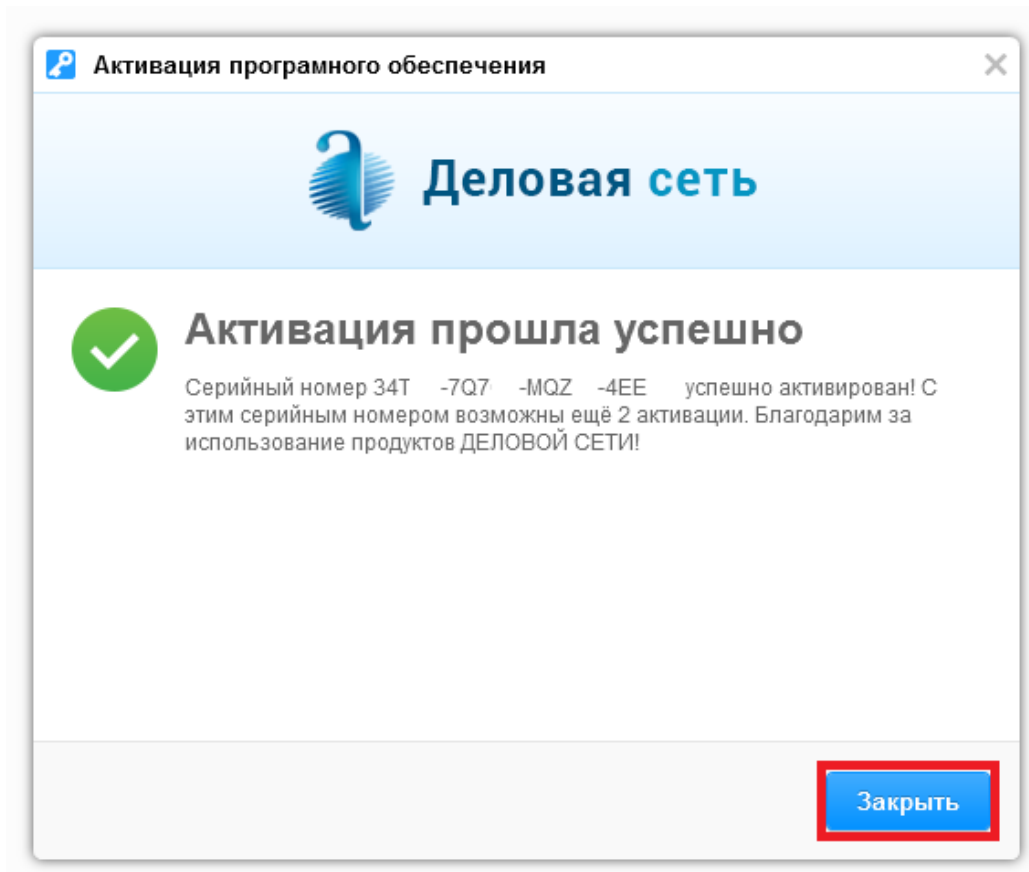 Активация програмного обеспечения
Деловая сеть
Активация прошла успешно
Серийный номер 34T -7Q7 -MQZ -4EE успешно активирован! С
этим серийным номером возможны ещё 2 активации. Благодарим за
использование продуктов ДЕЛОВОЙ СЕТИ!
Закрыть